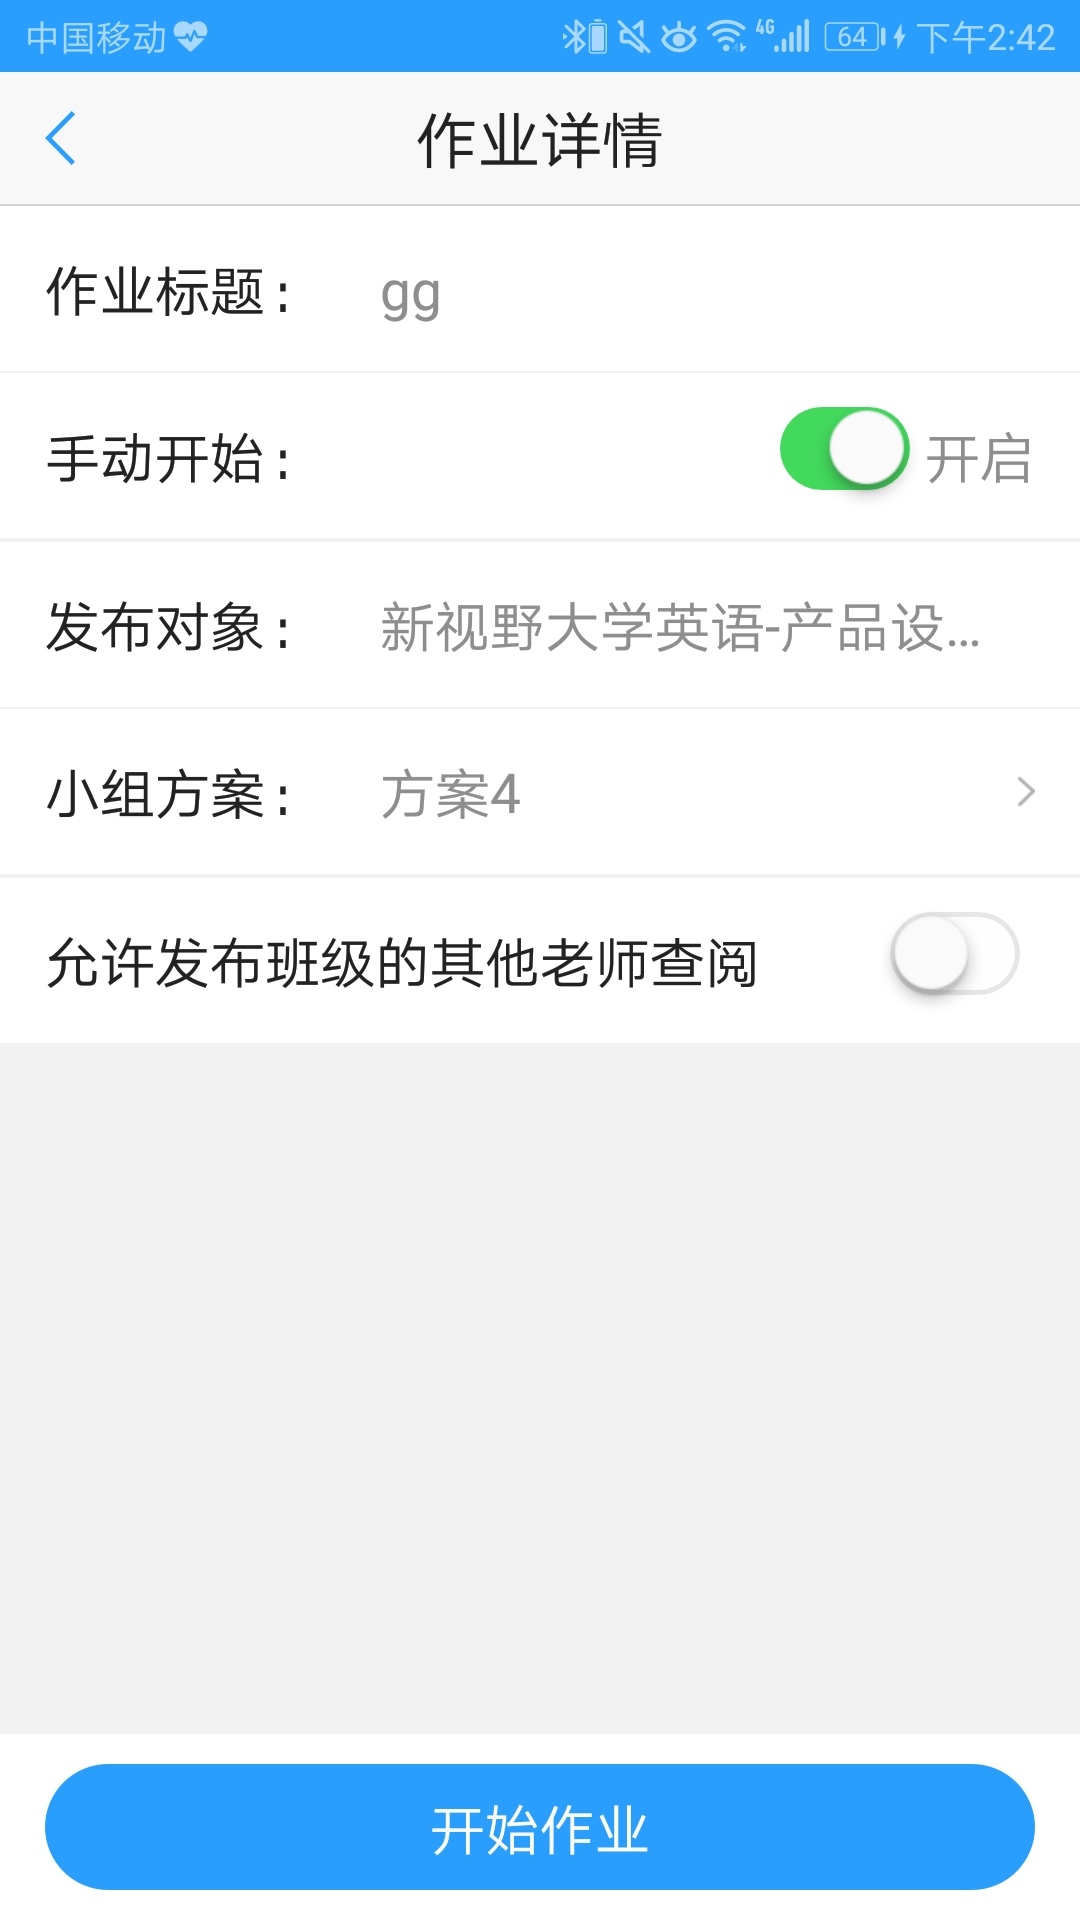 中国移动 4G 64 下午2:42
作业详情
作业标题： gg
手动开始： 开启
发布对象： 新视野大学英语-产品设...
小组方案： 方案4
允许发布班级的其他老师查阅
开始作业